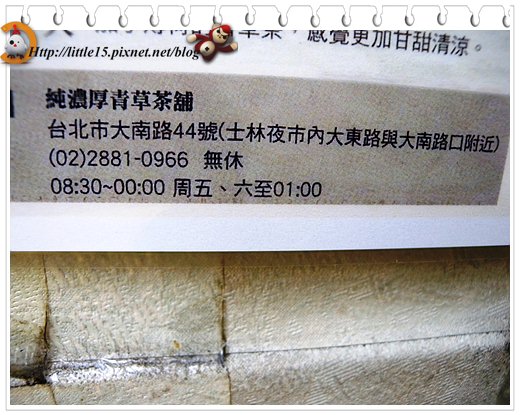 草茶，感覺更加甘甜清涼。
Http://little15.pixnet.net/blog
純濃厚青草茶舖
台北市大南路44號(士林夜市內大東路與大南路口附近)
(02)2881-0966 無休
08:30~00:00 周五、六至01:00